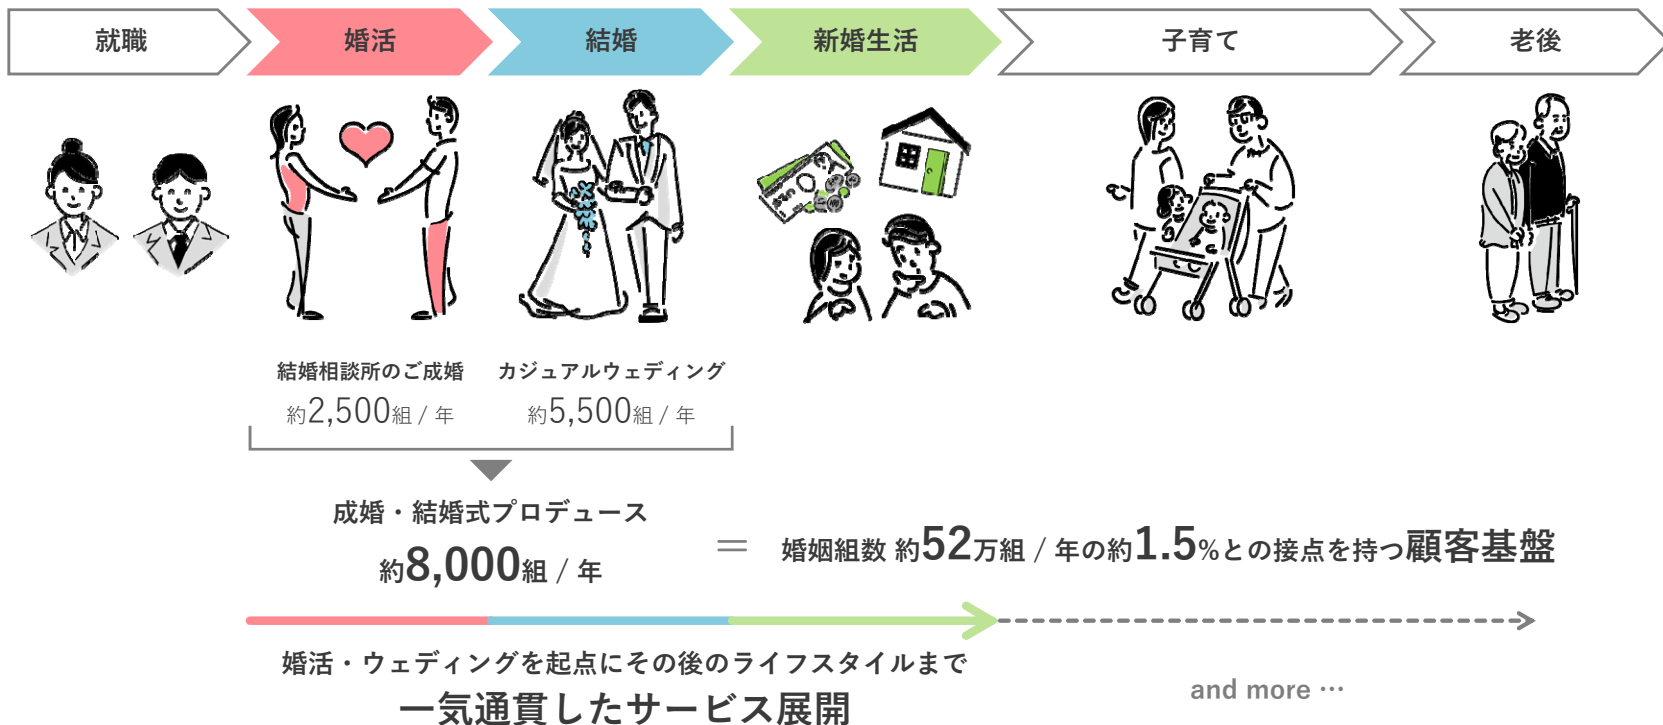 就職
婚活
結婚
新婚生活
子育て
老後
結婚相談所のご成婚
約2,500組 / 年
カジュアルウェディング
約5,500組 / 年
成婚・結婚式プロデュース
約8,000組 / 年
＝
婚姻組数 約52万組 / 年の約1.5%との接点を持つ顧客基盤
婚活・ウェディングを起点にその後のライフスタイルまで
一気通貫したサービス展開
and more …